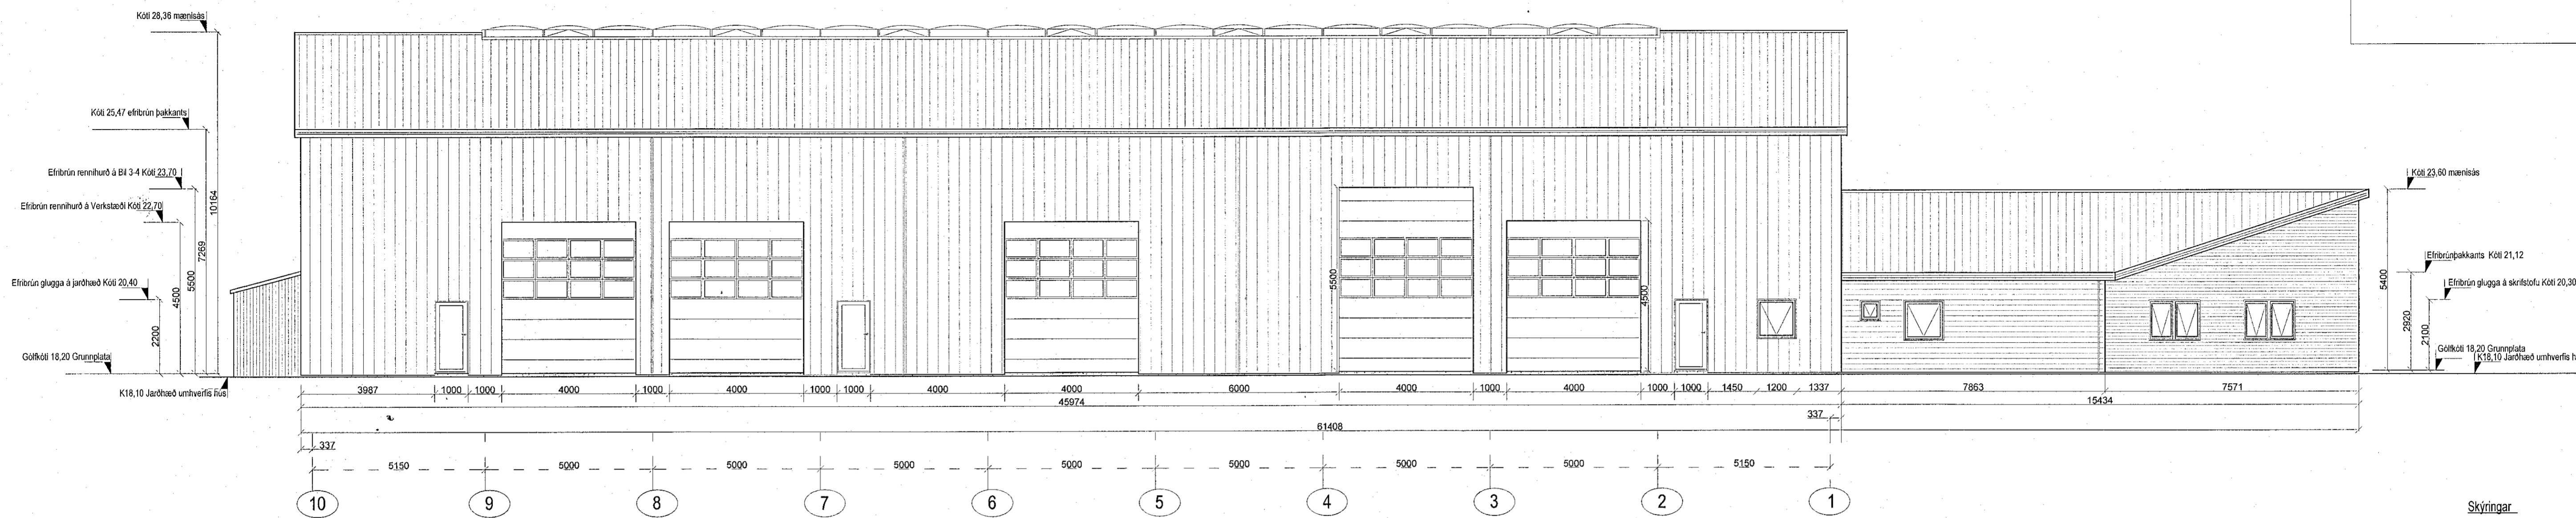 Kóti 28,36 mænisás
Kóti 25,47 efribrún þakkants
Efribrún rennihurð á Bil 3-4 Kóti 23,70
Efribrún rennihurð á Verkstæði Kóti 22,70
Efribrún glugga á jarðhæð Kóti 20,40
Gólfkóti 18,20 Grunnplata
K18,10 Jarðhæð umhverfis hús
10164
7269
5500
4500
2200
5500
4500
Kóti 23,60 mænisás
Efribrúnþakkants Kóti 21,12
Efribrún glugga á skrifstofu Kóti 20,30
Gólfkóti 18,20 Grunnplata
K18,10 Jarðhæð umhverfis h
5400
2920
2100
3987 1000 1000 4000 1000 4000 1000 1000 4000 4000 6000 4000 1000 4000 1000 1000 1450 1200 1337 7863 7571
45974 15434
337
61408
337
5150 5000 5000 5000 5000 5000 5000 5000 5150
10 9 8 7 6 5 4 3 2 1
Skýringar